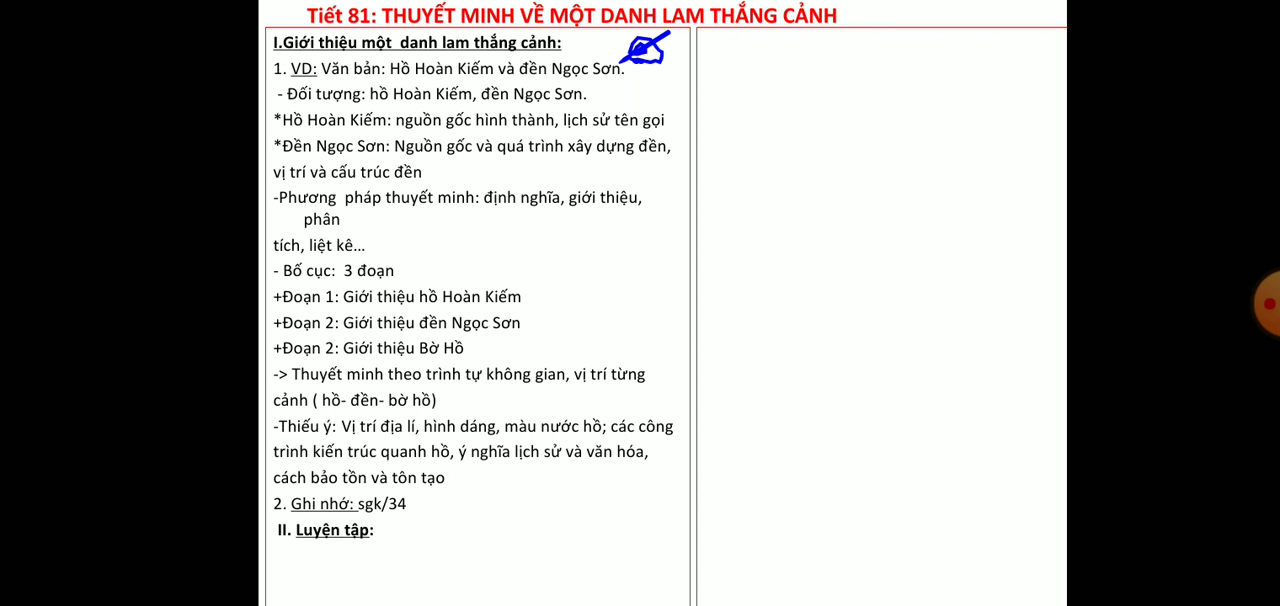 Tiết 81: THUYẾT MINH VỀ MỘT DANH LAM THẮNG CẢNH
I.Giới thiệu một danh lam thắng cảnh:
1. VD: Văn bản: Hồ Hoàn Kiếm và đền Ngọc Sơn.
- Đối tượng: hồ Hoàn Kiếm, đền Ngọc Sơn.
*Hồ Hoàn Kiếm: nguồn gốc hình thành, lịch sử tên gọi
*Đền Ngọc Sơn: Nguồn gốc và quá trình xây dựng đền,
vị trí và cấu trúc đền
-Phương pháp thuyết minh: định nghĩa, giới thiệu,
phân
tích, liệt kê...
- Bố cục: 3 đoạn
+Đoạn 1: Giới thiệu hồ Hoàn Kiếm
+Đoạn 2: Giới thiệu đền Ngọc Sơn
+Đoạn 2: Giới thiệu Bờ Hồ
-> Thuyết minh theo trình tự không gian, vị trí từng
cảnh ( hồ- đền- bờ hồ)
-Thiếu ý: Vị trí địa lí, hình dáng, màu nước hồ; các công
trình kiến trúc quanh hồ, ý nghĩa lịch sử và văn hóa,
cách bảo tồn và tôn tạo
2. Ghi nhớ: sgk/34
II. Luyện tập: